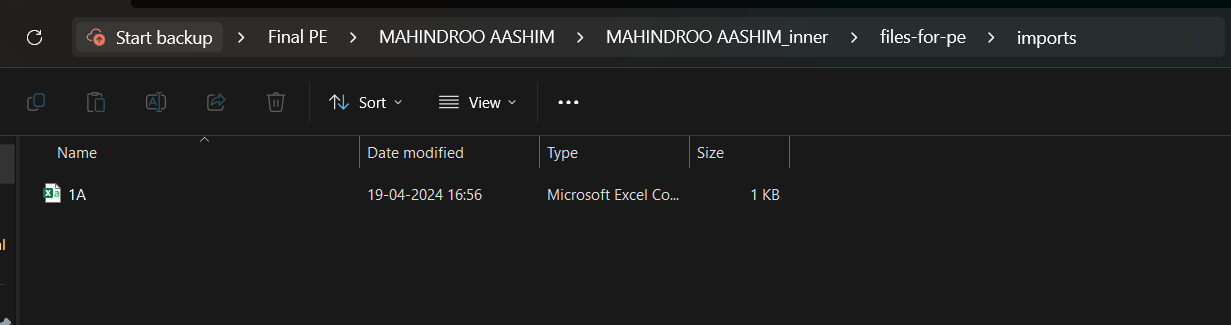 Start backup > Final PE > MAHINDROO AASHIM > MAHINDROO AASHIM_inner > files-for-pe > imports
Sort View
Name Date modified Type Size
1A 19-04-2024 16:56 Microsoft Excel Co... 1 KB